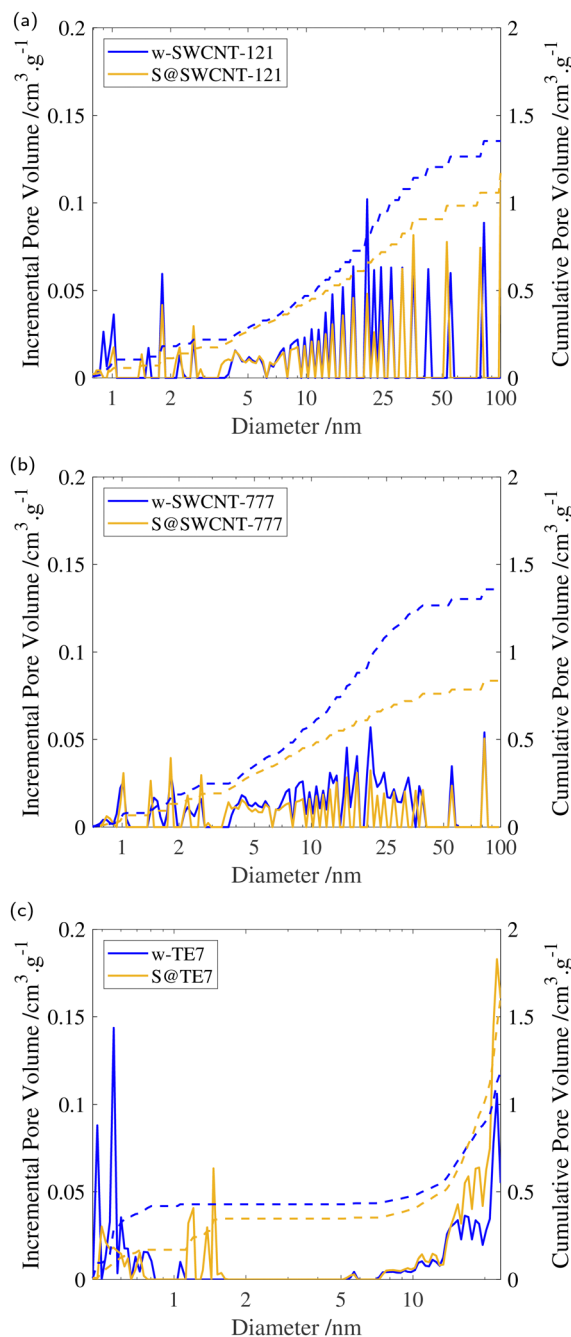 (a)
w-SWCNT-121
S@SWCNT-121
Incremental Pore Volume /cm³.g⁻¹
0.2
0.15
0.1
0.05
0
Cumulative Pore Volume /cm³.g⁻¹
2
1.5
1
0.5
0
1 2 5 10 25 50 100
Diameter /nm
(b)
w-SWCNT-777
S@SWCNT-777
Incremental Pore Volume /cm³.g⁻¹
0.2
0.15
0.1
0.05
0
Cumulative Pore Volume /cm³.g⁻¹
2
1.5
1
0.5
0
1 2 5 10 25 50 100
Diameter /nm
(c)
w-TE7
S@TE7
Incremental Pore Volume /cm³.g⁻¹
0.2
0.15
0.1
0.05
0
Cumulative Pore Volume /cm³.g⁻¹
2
1.5
1
0.5
0
1 2 5 10
Diameter /nm